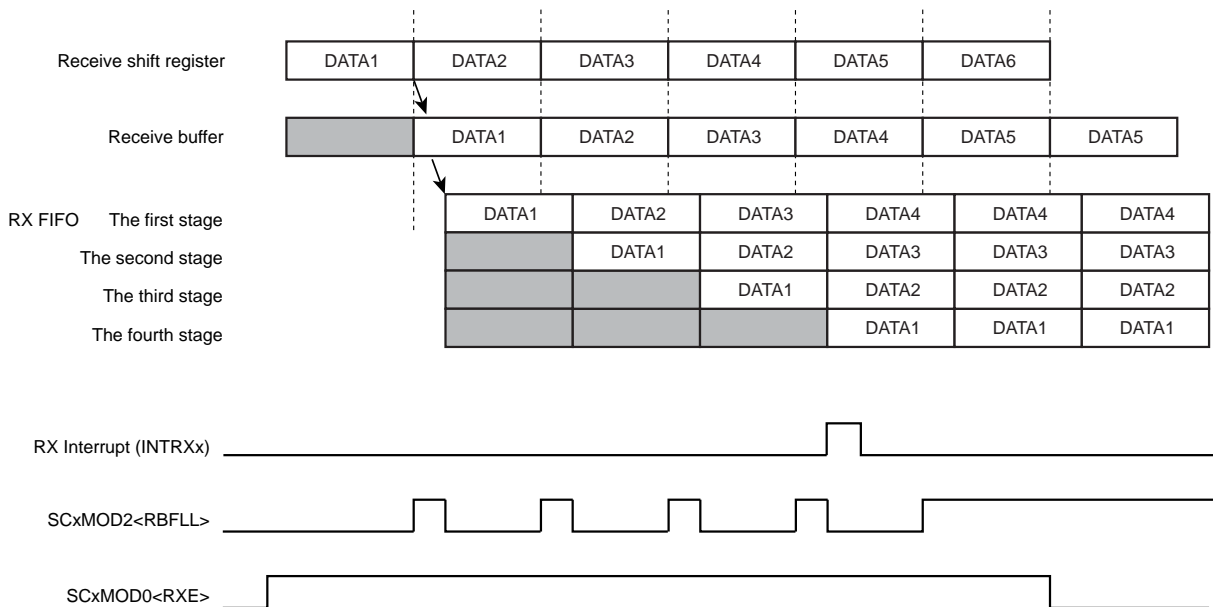 Receive shift register DATA1 DATA2 DATA3 DATA4 DATA5 DATA6
Receive buffer DATA1 DATA2 DATA3 DATA4 DATA5 DATA5
RX FIFO The first stage DATA1 DATA2 DATA3 DATA4 DATA4 DATA4
The second stage DATA1 DATA2 DATA3 DATA3 DATA3
The third stage DATA1 DATA2 DATA2 DATA2
The fourth stage DATA1 DATA1 DATA1
RX Interrupt (INTRXx)
SCxMOD2<RBFLL>
SCxMOD0<RXE>